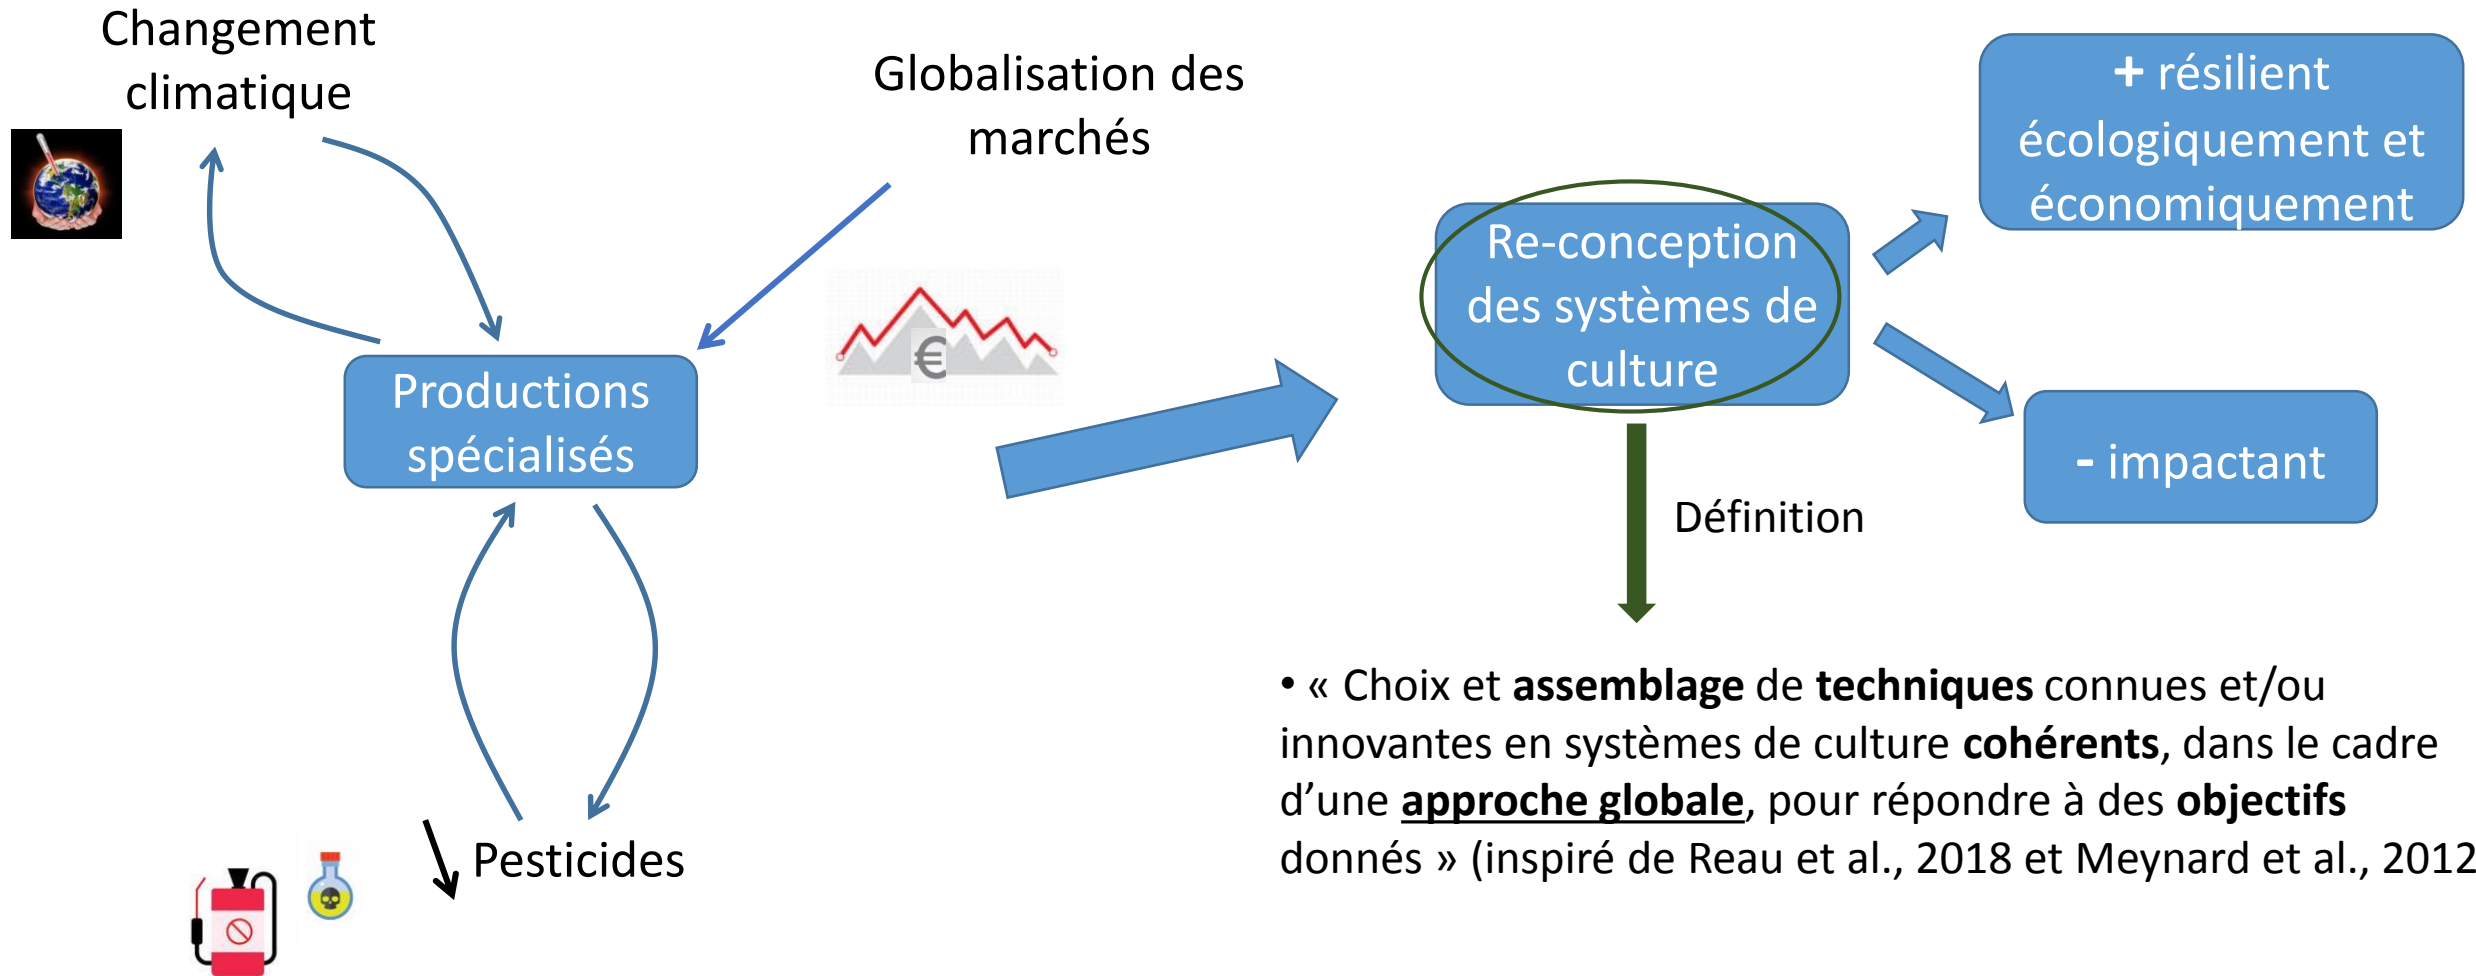 Changement
climatique
Globalisation des
marchés
€
Productions
spécialisés
Pesticides
Re-conception
des systèmes de
culture
+ résilient
écologiquement et
économiquement
- impactant
Définition
• « Choix et assemblage de techniques connues et/ou
innovantes en systèmes de culture cohérents, dans le cadre
d’une approche globale, pour répondre à des objectifs
donnés » (inspiré de Reau et al., 2018 et Meynard et al., 2012